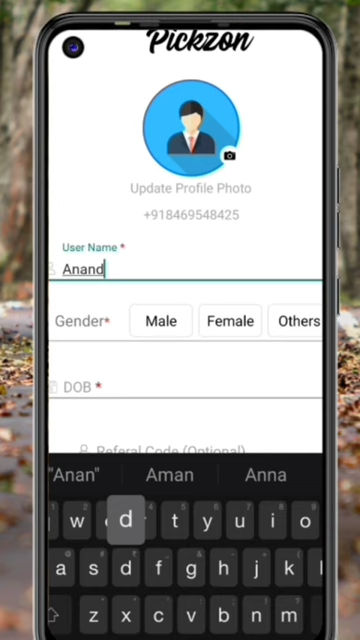 Pickzon
Update Profile Photo
+918469548425
User Name *
Anand
Gender* Male Female Others
DOB *
Referal Code (Optional)
"Anan" Aman Anna
w d t y u i o
a s d f g h j k
z x c v b n m